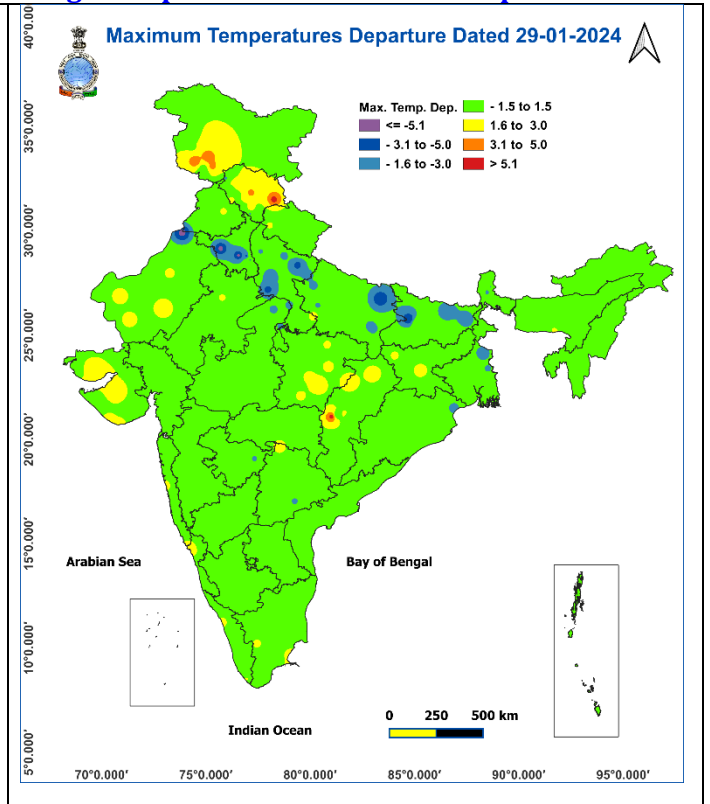 Maximum Temperatures Departure Dated 29-01-2024
Max. Temp. Dep.
<= -5.1
- 3.1 to -5.0
- 1.6 to -3.0
- 1.5 to 1.5
1.6 to 3.0
3.1 to 5.0
> 5.1
40°0.00
35°0.000'
30°0.000'
25°0.000'
20°0.000'
15°0.000'
10°0.000'
5°0.000'
Arabian Sea
Bay of Bengal
Indian Ocean
0 250 500 km
70°0.000' 75°0.000' 80°0.000' 85°0.000' 90°0.000' 95°0.000'